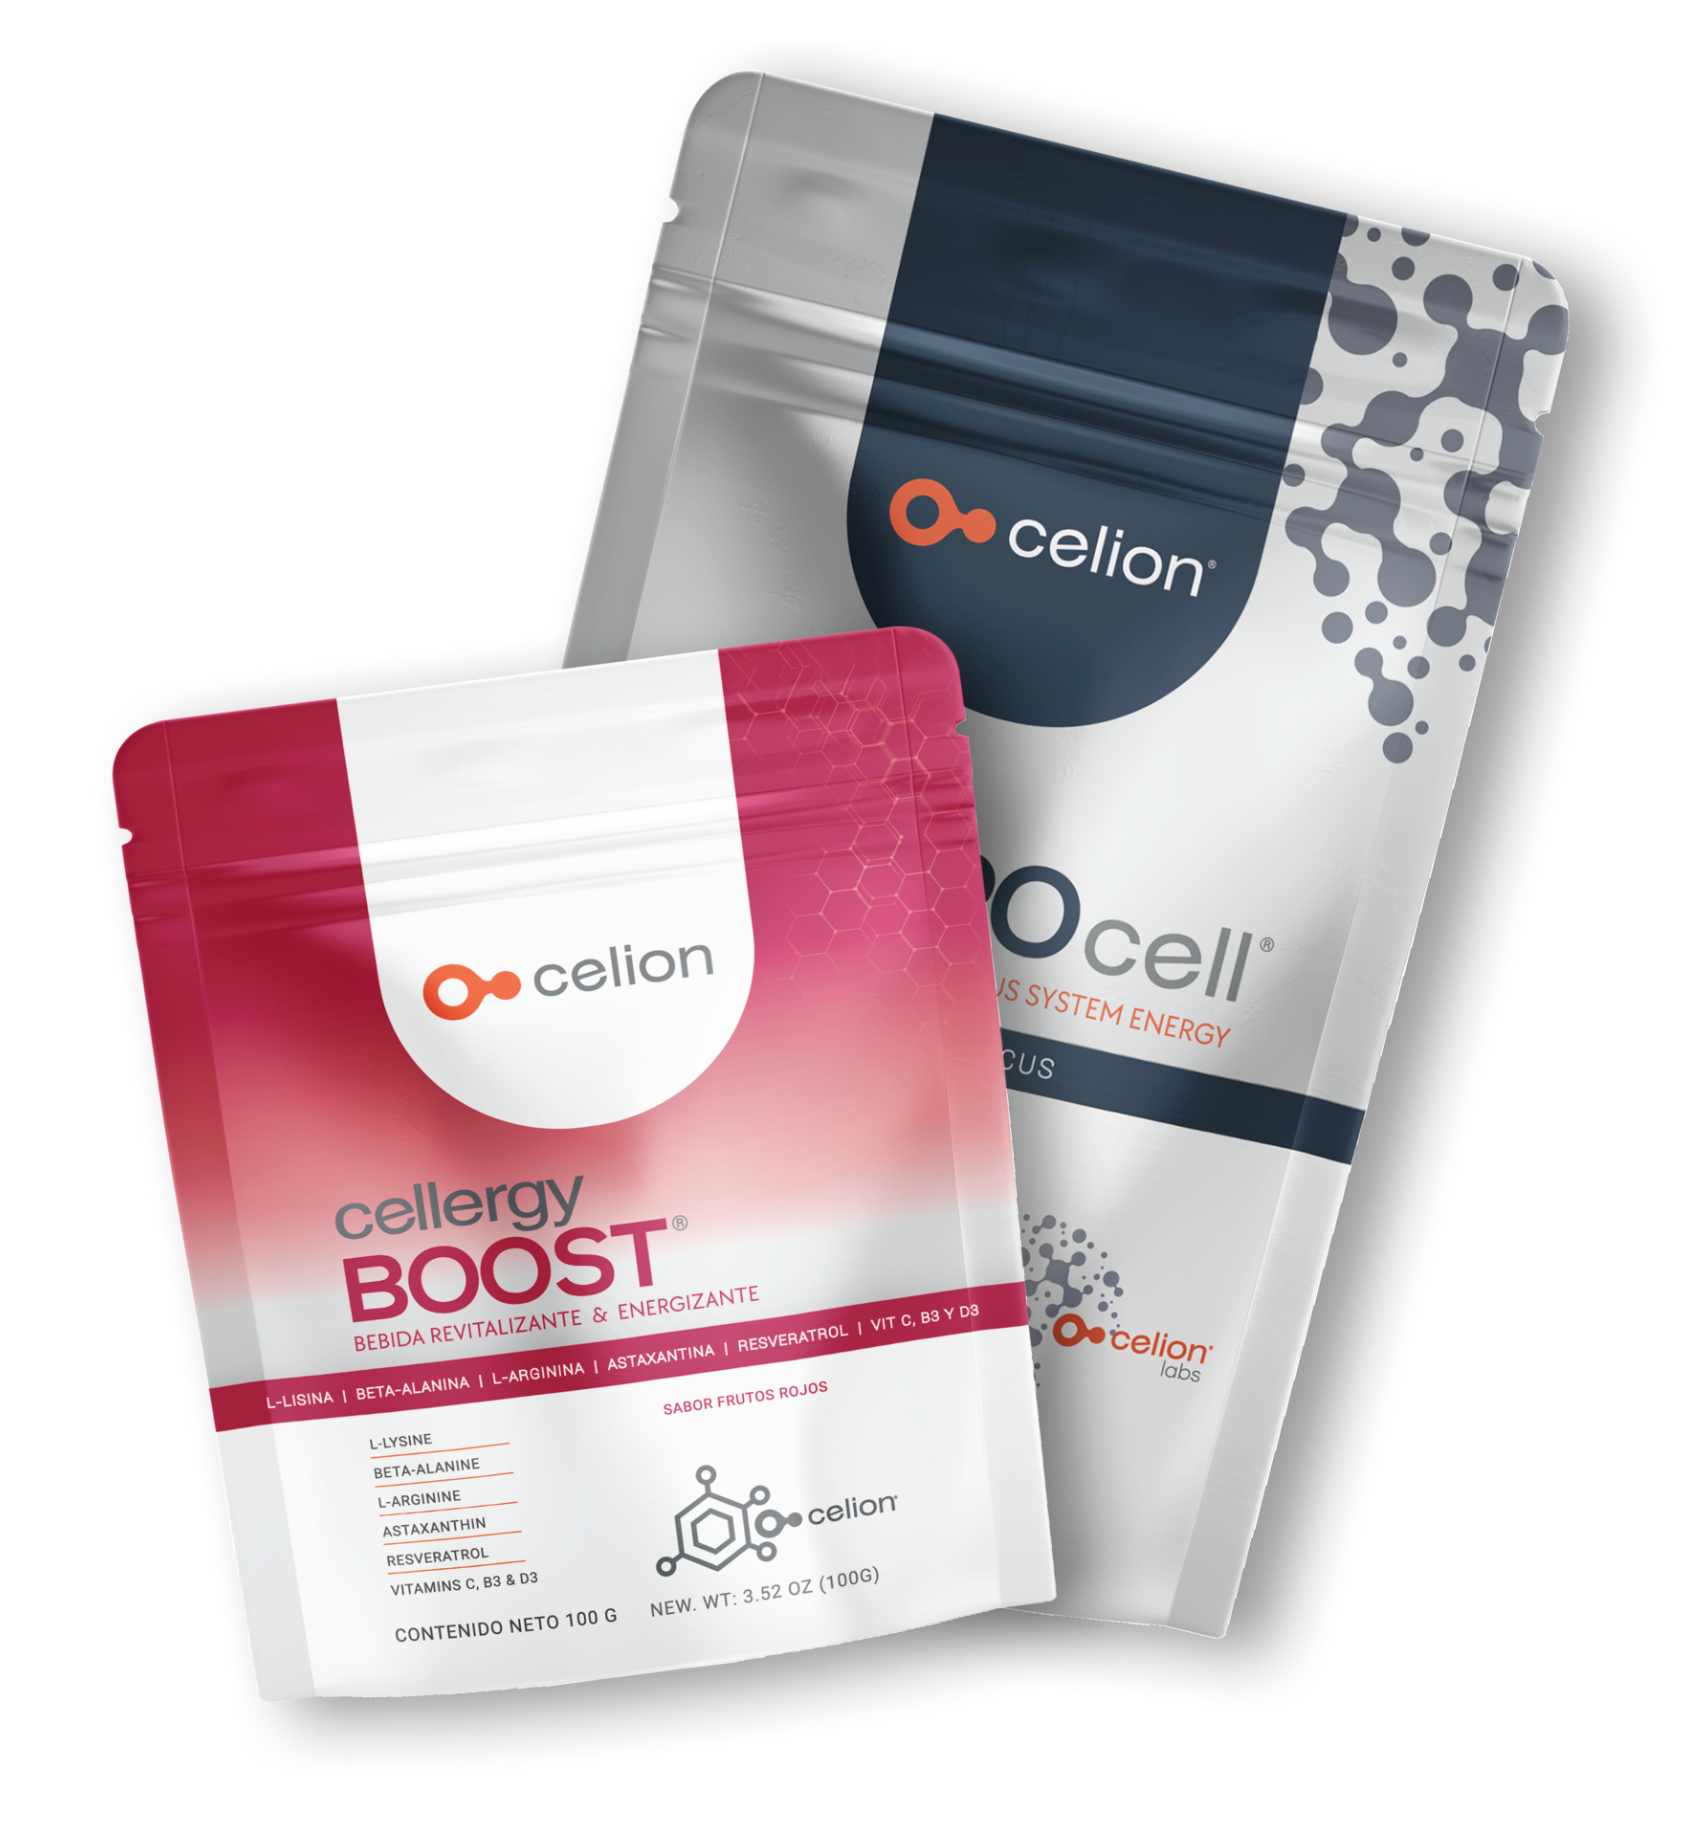 celion®
cell®
SYSTEM ENERGY
celion®
labs
celion
cellergy
BOOST®
BEBIDA REVITALIZANTE & ENERGIZANTE
L-LISINA | BETA-ALANINA | L-ARGININA | ASTAXANTINA | RESVERATROL | VIT C, B3 Y D3
SABOR FRUTOS ROJOS
L-LYSINE
BETA-ALANINE
L-ARGININE
ASTAXANTHIN
RESVERATROL
VITAMINS C, B3 & D3
CONTENIDO NETO 100 G
celion®
NEW. WT: 3.52 OZ (100G)